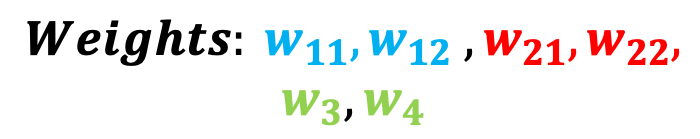 Weights: w₁₁, w₁₂ , w₂₁, w₂₂,
w₃, w₄